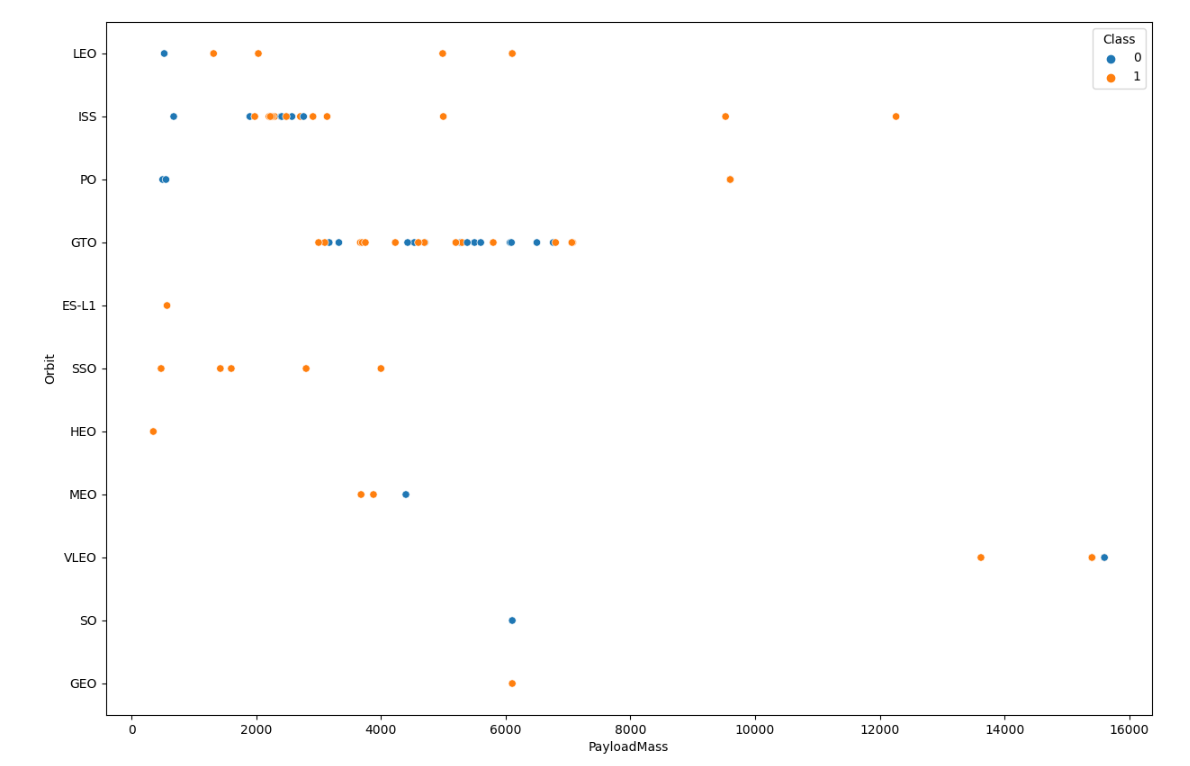 Class
0
1
LEO
ISS
PO
GTO
ES-L1
SSO
HEO
MEO
VLEO
SO
GEO
Orbit
0 2000 4000 6000 8000 10000 12000 14000 16000
PayloadMass